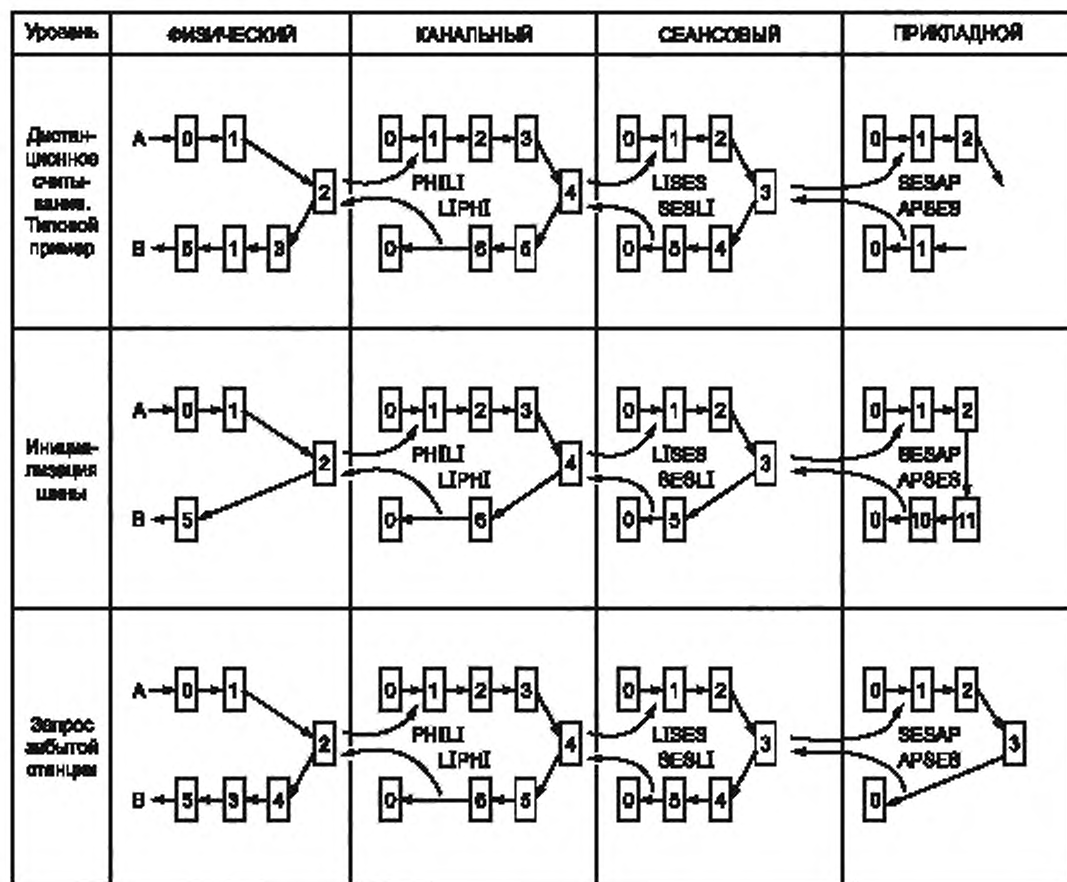 Уровень ФИЗИЧЕСКИЙ КАНАЛЬНЫЙ СЕАНСОВЫЙ ПРИКЛАДНОЙ
Дистан-
ционное
считы-
вание.
Типовой
пример
A 0 1 0 1 2 3 0 1 2 0 1 2
2 PHILI 4 LISES 3 SESAP
LIPHI SESLI APSES
B 5 1 3 0 6 5 0 5 4 0 1
Инициа-
лизация
шины
A 0 1 0 1 2 3 0 1 2 0 1 2
2 PHILI 4 LISES 3 SESAP
LIPHI SESLI APSES
B 5 0 6 0 5 0 10 11
Запрос
забытой
станции
A 0 1 0 1 2 3 0 1 2 0 1 2
2 PHILI 4 LISES 3 SESAP 3
LIPHI SESLI APSES
B 5 3 4 0 6 5 0 5 4 0